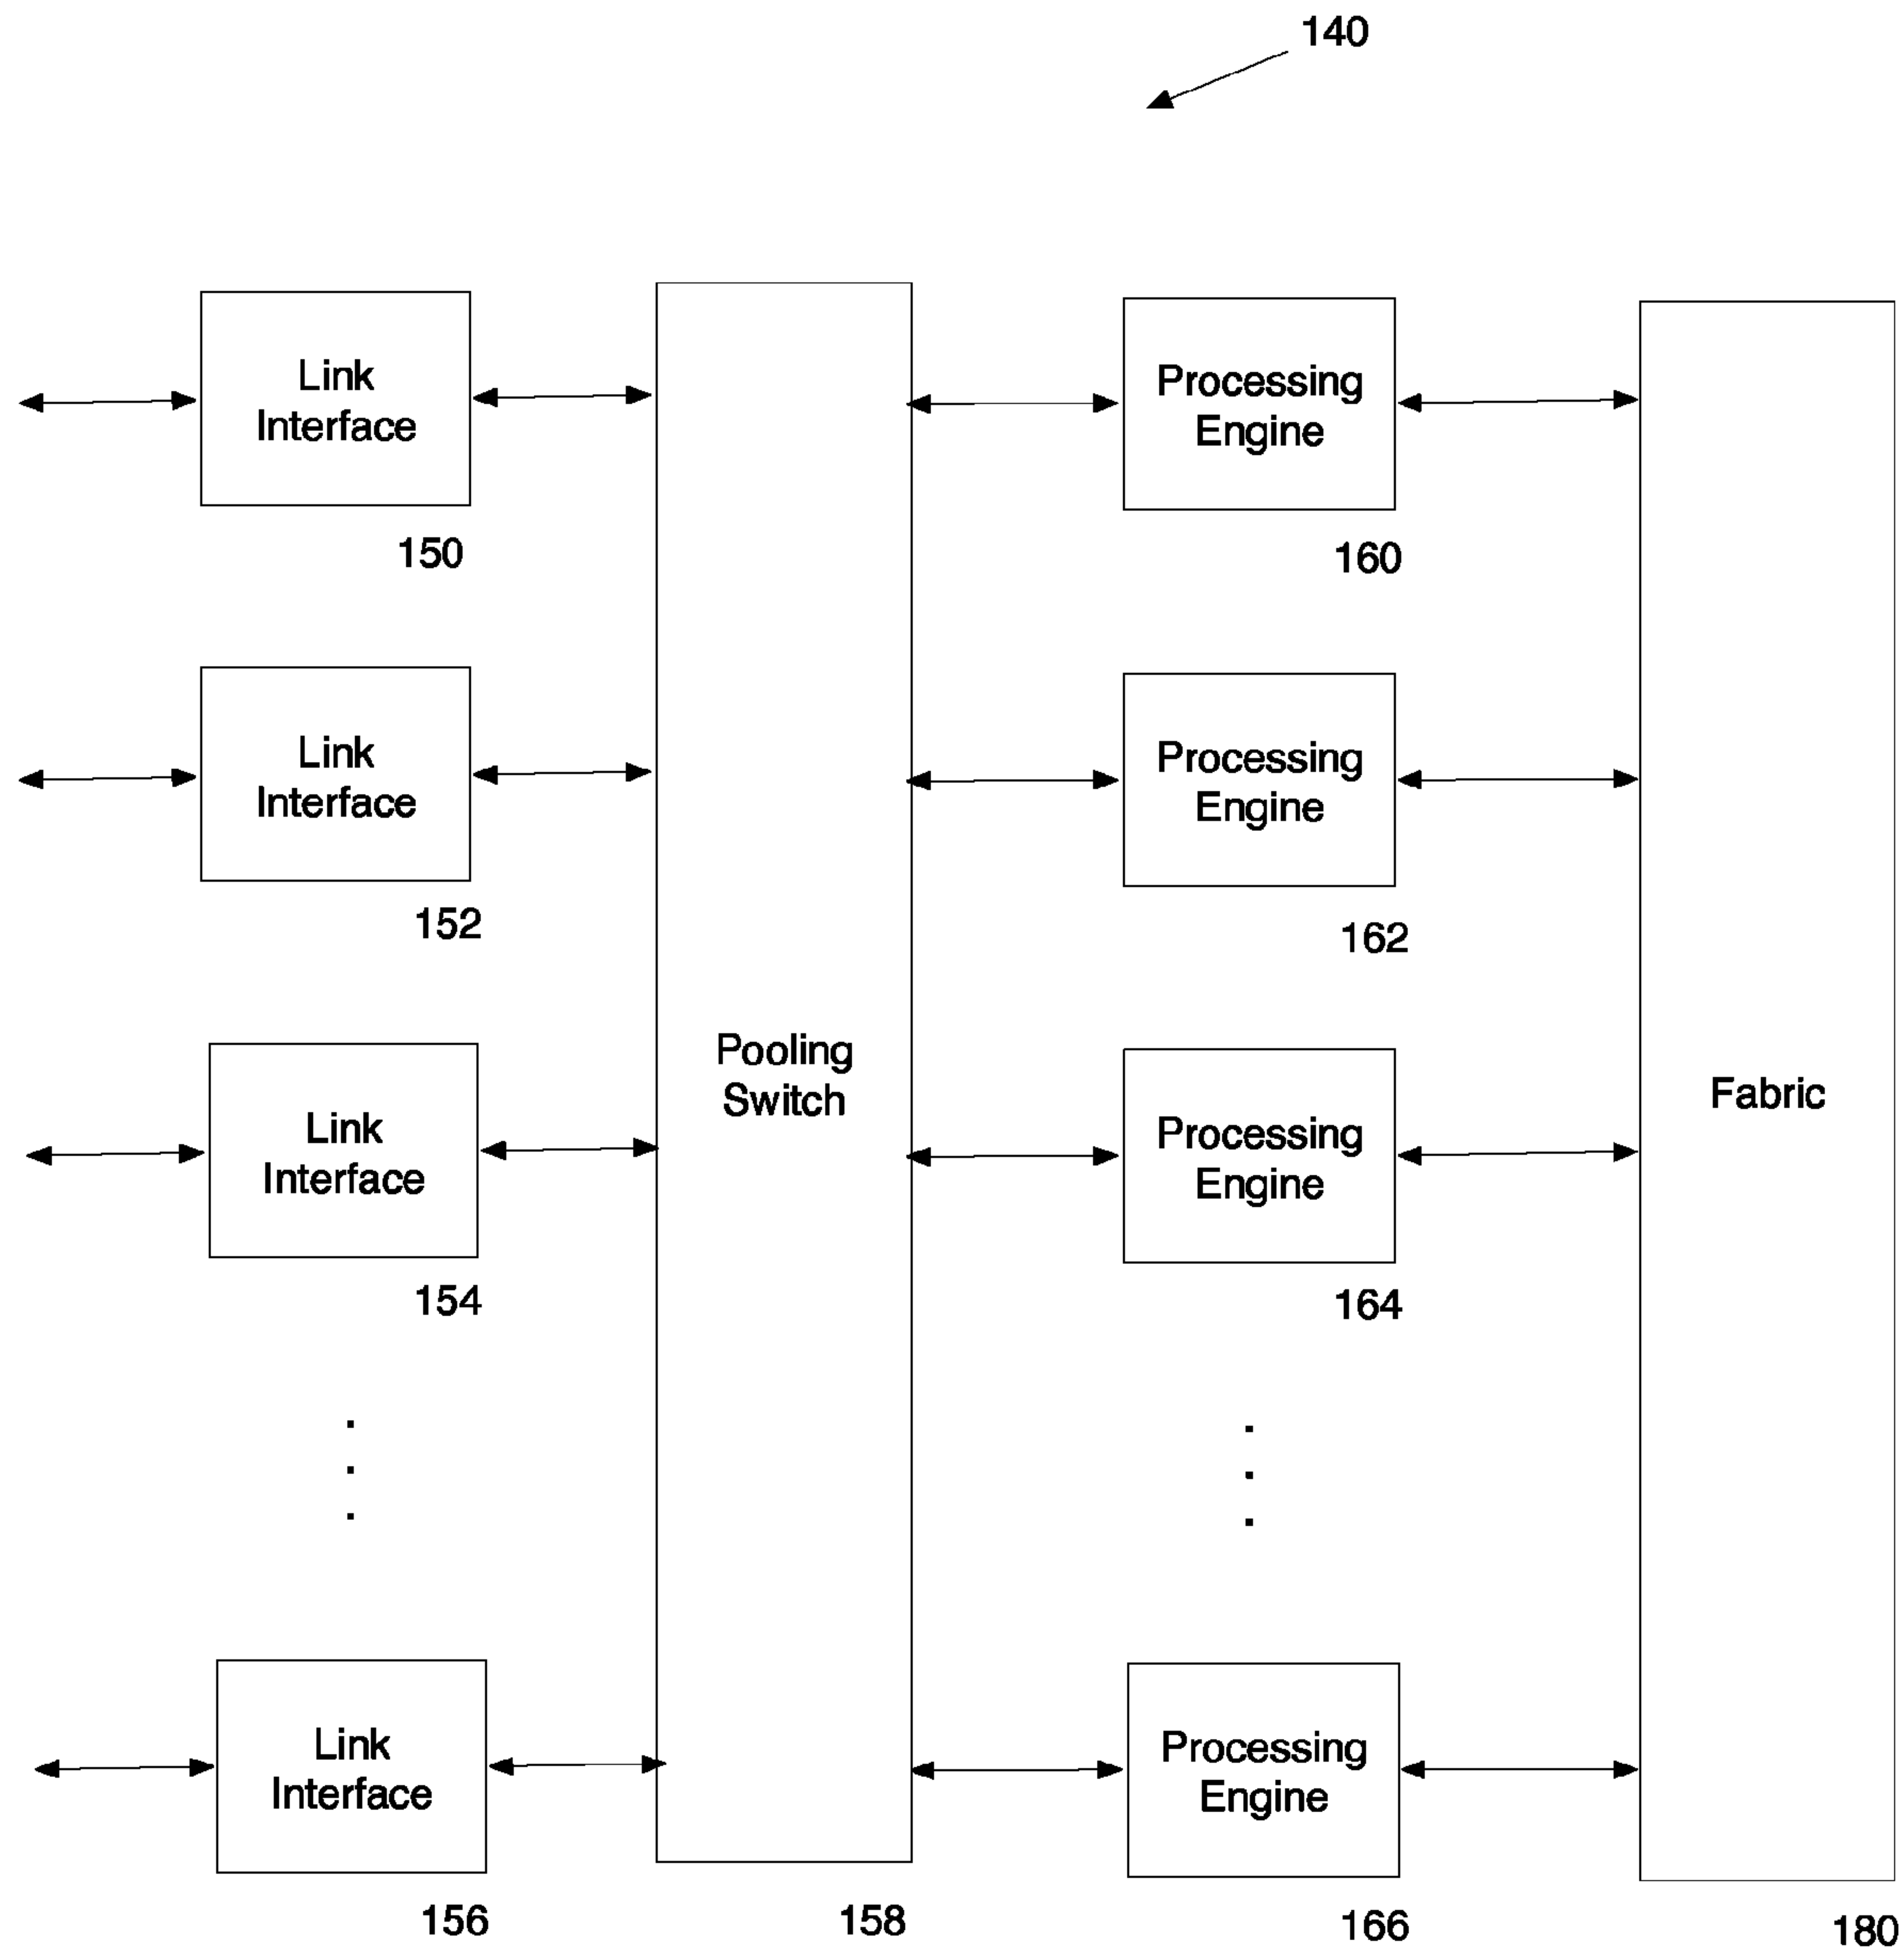 140
Link
Interface
150
Processing
Engine
160
Link
Interface
152
Processing
Engine
162
Pooling
Switch
Fabric
Link
Interface
154
Processing
Engine
164
Link
Interface
156
158
Processing
Engine
166
180